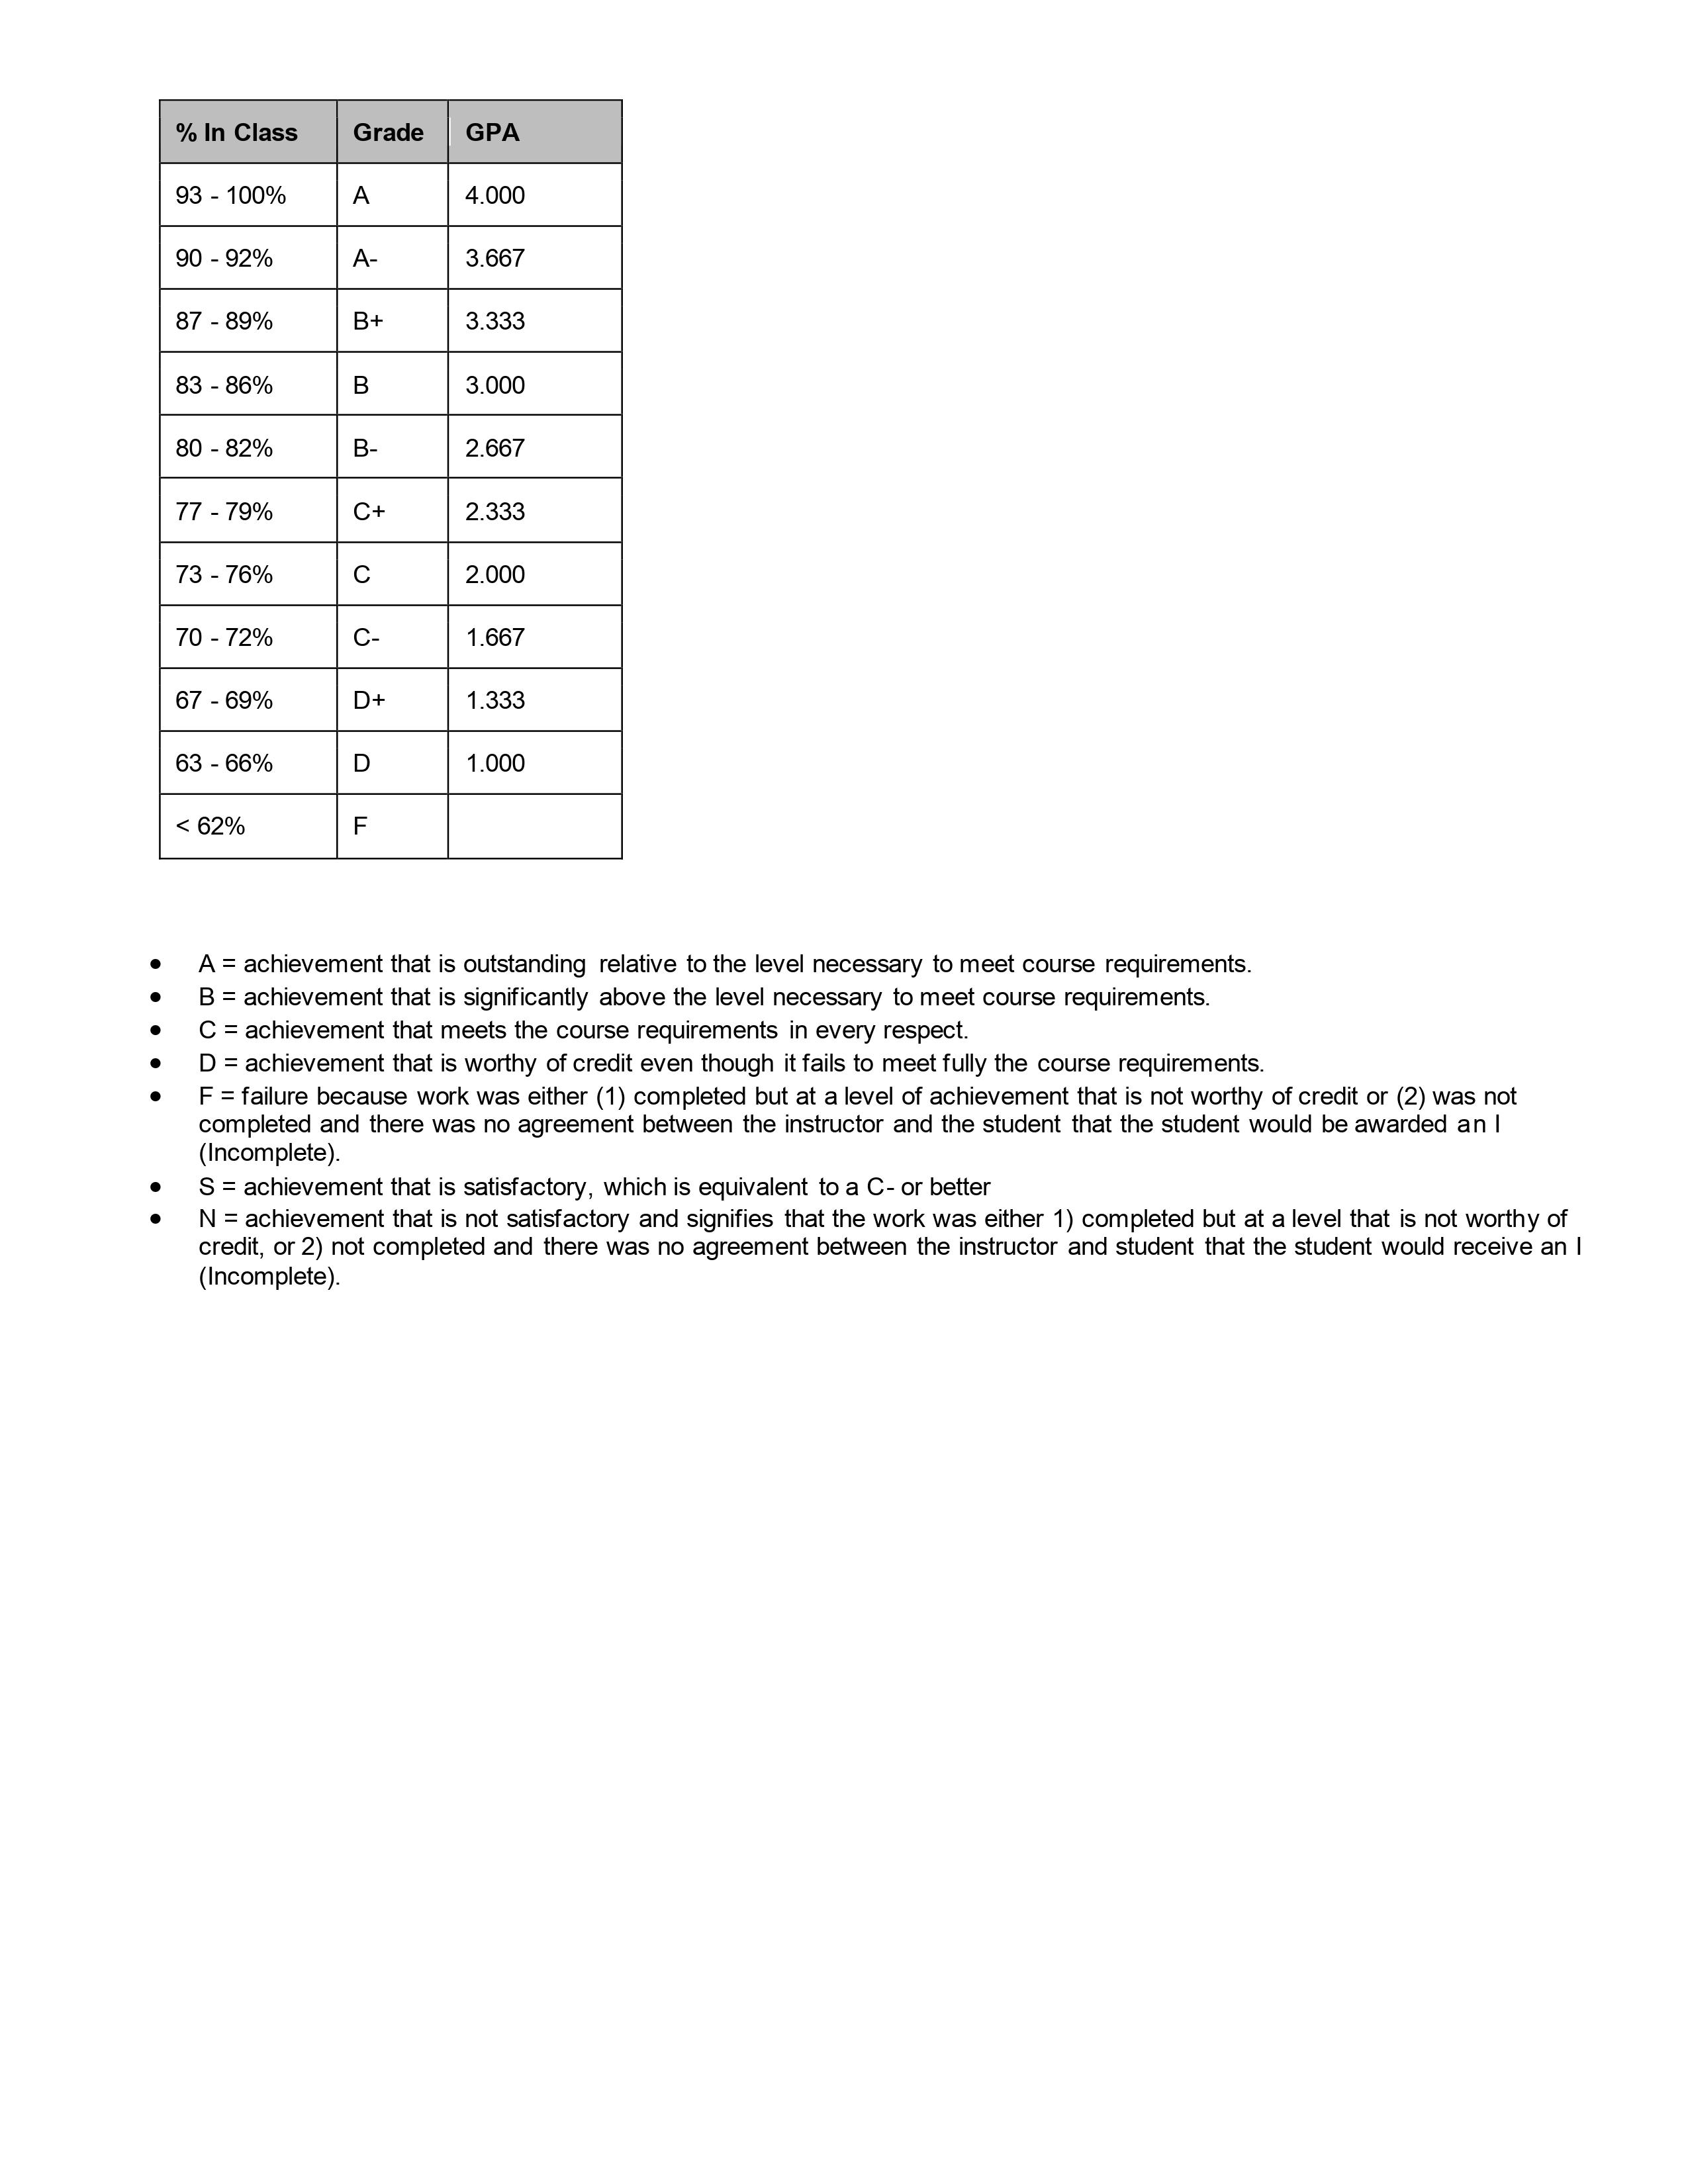 % In Class Grade GPA
93 - 100% A 4.000
90 - 92% A- 3.667
87 - 89% B+ 3.333
83 - 86% B 3.000
80 - 82% B- 2.667
77 - 79% C+ 2.333
73 - 76% C 2.000
70 - 72% C- 1.667
67 - 69% D+ 1.333
63 - 66% D 1.000
< 62% F
• A = achievement that is outstanding relative to the level necessary to meet course requirements.
• B = achievement that is significantly above the level necessary to meet course requirements.
• C = achievement that meets the course requirements in every respect.
• D = achievement that is worthy of credit even though it fails to meet fully the course requirements.
• F = failure because work was either (1) completed but at a level of achievement that is not worthy of credit or (2) was not
completed and there was no agreement between the instructor and the student that the student would be awarded an I
(Incomplete).
• S = achievement that is satisfactory, which is equivalent to a C- or better
• N = achievement that is not satisfactory and signifies that the work was either 1) completed but at a level that is not worthy of
credit, or 2) not completed and there was no agreement between the instructor and student that the student would receive an I
(Incomplete).